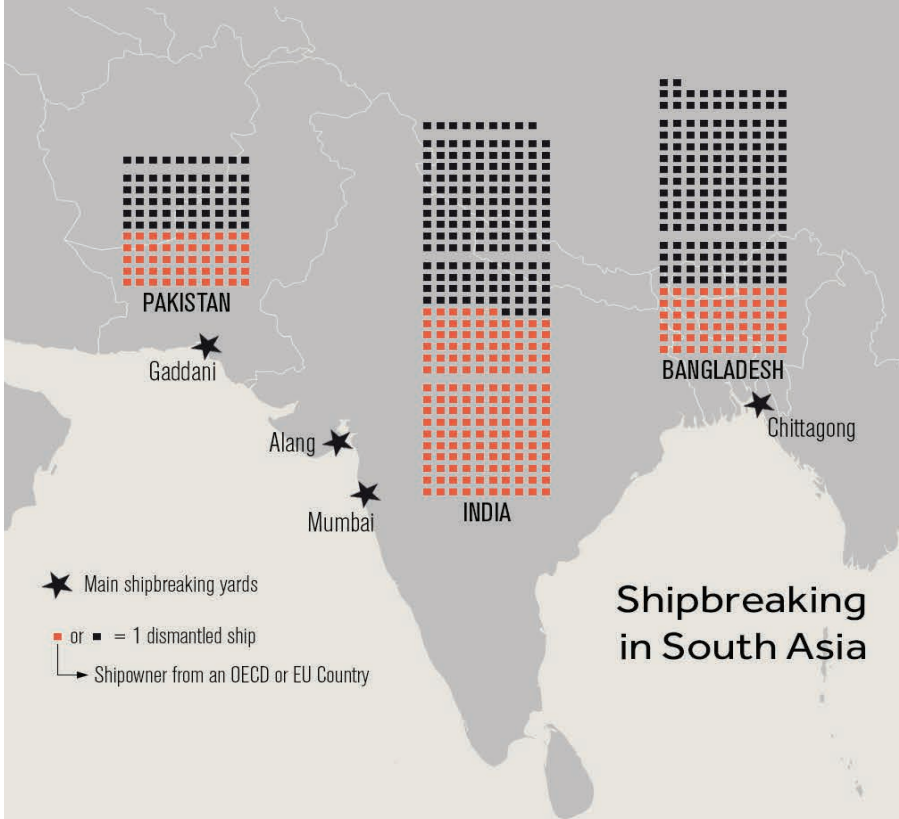 PAKISTAN
Gaddani
Alang
Mumbai
INDIA
BANGLADESH
Chittagong
Main shipbreaking yards
or = 1 dismantled ship
Shipowner from an OECD or EU Country
Shipbreaking
in South Asia